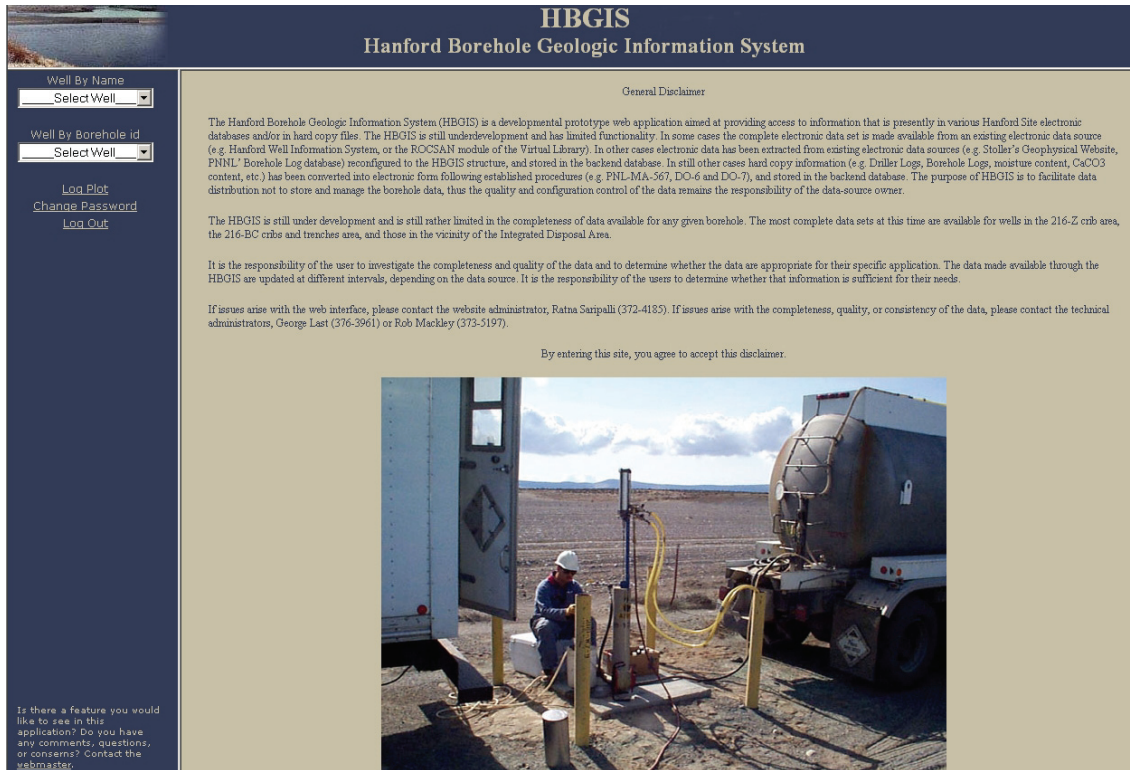 HBGIS
Hanford Borehole Geologic Information System
Well By Name
_____Select Well____
Well By Borehole id
_____Select Well____
Log Plot
Change Password
Log Out
Is there a feature you would
like to see in this
application? Do you have
any comments, questions,
or conserns? Contact the
webmaster.
General Disclaimer
The Hanford Borehole Geologic Information System (HBGIS) is a developmental prototype web application aimed at providing access to information that is presently in various Hanford Site electronic
databases and/or in hard copy files. The HBGIS is still underdevelopment and has limited functionality. In some cases the complete electronic data set is made available from an existing electronic data source
(e.g. Hanford Well Information System, or the ROCSAN module of the Virtual Library). In other cases electronic data has been extracted from existing electronic data sources (e.g. Stoller's Geophysical Website,
PNNL' Borehole Log database) reconfigured to the HBGIS structure, and stored in the backend database. In still other cases hard copy information (e.g. Driller Logs, Borehole Logs, moisture content, CaCO3
content, etc.) has been converted into electronic form following established procedures (e.g. PNL-MA-567, DO-6 and DO-7), and stored in the backend database. The purpose of HBGIS is to facilitate data
distribution not to store and manage the borehole data, thus the quality and configuration control of the data remains the responsibility of the data-source owner.
The HBGIS is still under development and is still rather limited in the completeness of data available for any given borehole. The most complete data sets at this time are available for wells in the 216-Z crib area,
the 216-BC cribs and trenches area, and those in the vicinity of the Integrated Disposal Area.
It is the responsibility of the user to investigate the completeness and quality of the data and to determine whether the data are appropriate for their specific application. The data made available through the
HBGIS are updated at different intervals, depending on the data source. It is the responsibility of the users to determine whether that information is sufficient for their needs.
If issues arise with the web interface, please contact the website administrator, Ratna Saripalli (372-4185). If issues arise with the completeness, quality, or consistency of the data, please contact the technical
administrators, George Last (376-3961) or Rob Mackley (373-5197).
By entering this site, you agree to accept this disclaimer.